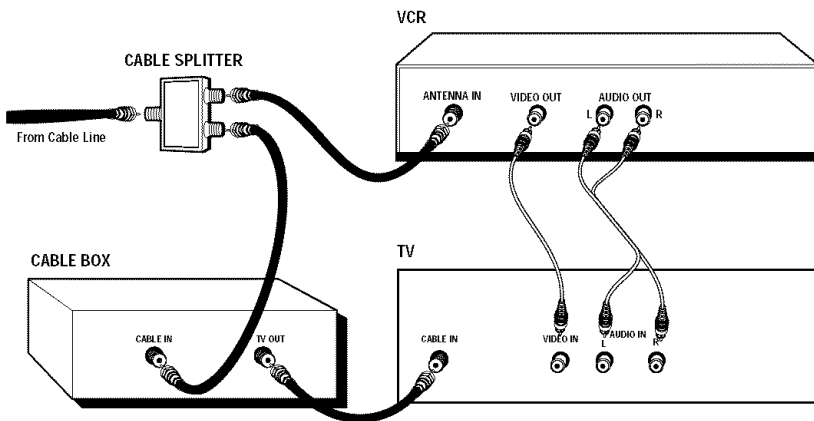 VCR
CABLE SPLITTER
ANTENNA IN
VIDEO OUT
AUDIO OUT
L
R
From Cable Line
CABLE BOX
TV
CABLE IN
TV OUT
CABLE IN
VIDEO IN
AUDIO IN
L
R